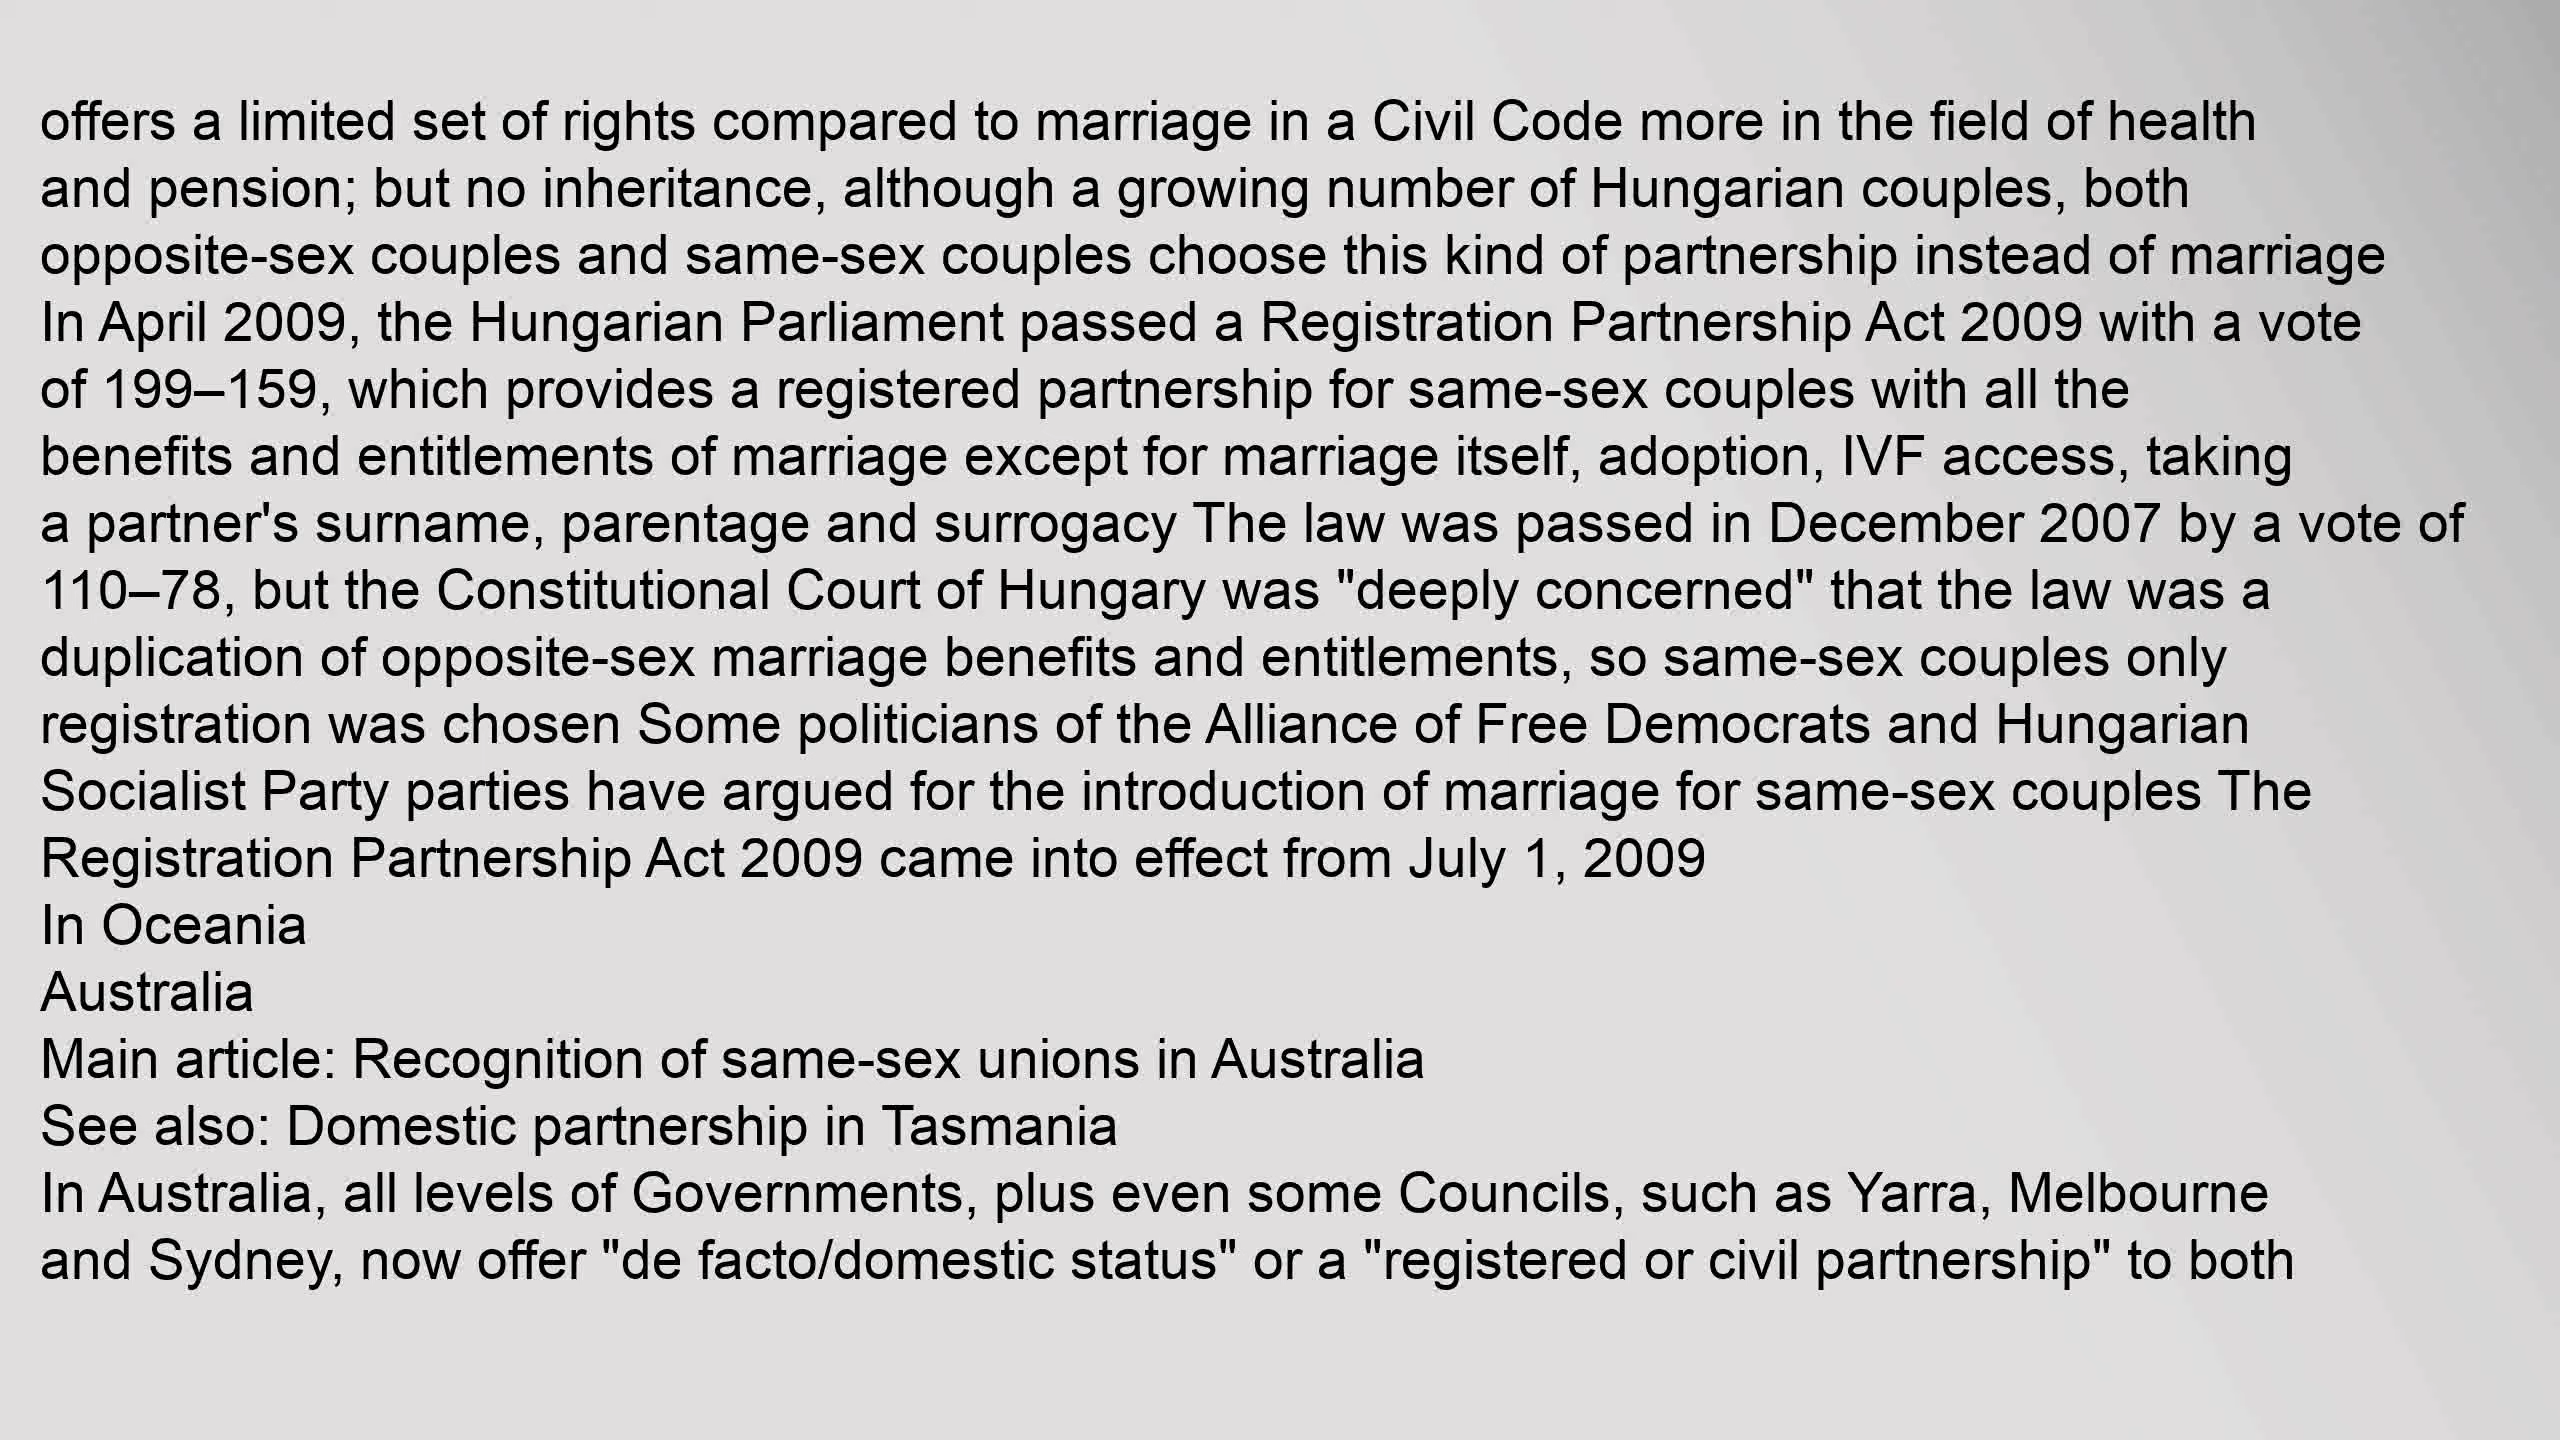 offers a limited set of rights compared to marriage in a Civil Code more in the field of health
and pension; but no inheritance, although a growing number of Hungarian couples, both
opposite-sex couples and same-sex couples choose this kind of partnership instead of marriage
In April 2009, the Hungarian Parliament passed a Registration Partnership Act 2009 with a vote
of 199–159, which provides a registered partnership for same-sex couples with all the
benefits and entitlements of marriage except for marriage itself, adoption, IVF access, taking
a partner's surname, parentage and surrogacy The law was passed in December 2007 by a vote of
110–78, but the Constitutional Court of Hungary was "deeply concerned" that the law was a
duplication of opposite-sex marriage benefits and entitlements, so same-sex couples only
registration was chosen Some politicians of the Alliance of Free Democrats and Hungarian
Socialist Party parties have argued for the introduction of marriage for same-sex couples The
Registration Partnership Act 2009 came into effect from July 1, 2009
In Oceania
Australia
Main article: Recognition of same-sex unions in Australia
See also: Domestic partnership in Tasmania
In Australia, all levels of Governments, plus even some Councils, such as Yarra, Melbourne
and Sydney, now offer "de facto/domestic status" or a "registered or civil partnership" to both